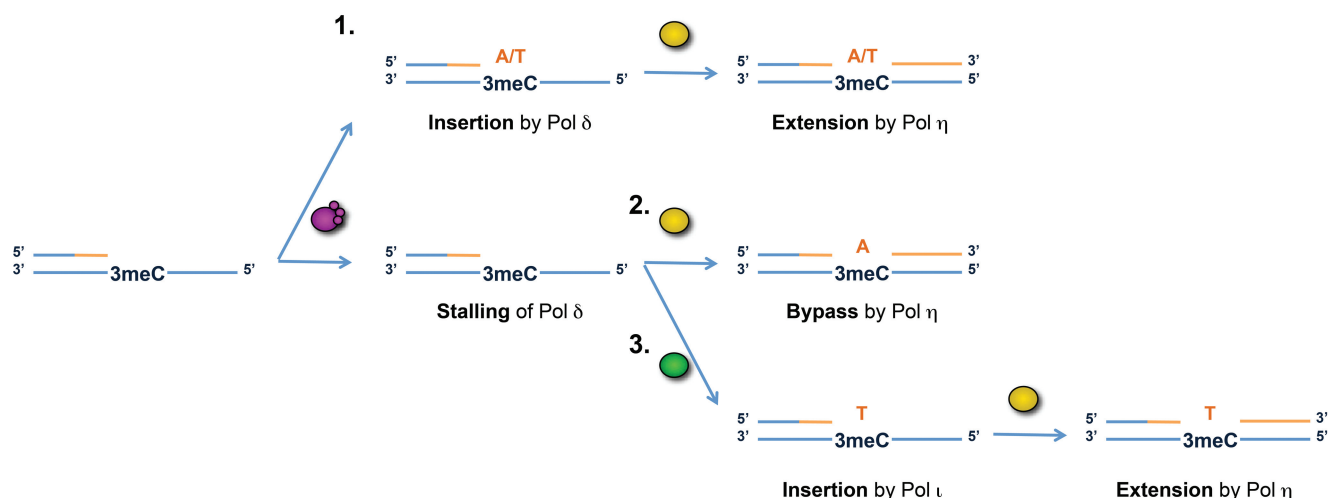 1.
A/T
A/T
5’
5’
3’
3’ 3meC 5’
3’ 3meC 5’
Insertion by Pol δ
Extension by Pol η
2.
5’
5’ A 3’
3’ 3meC 5’
3’ 3meC 5’
3’ 3meC 5’
5’
Stalling of Pol δ
Bypass by Pol η
3.
5’ T
5’ T 3’
3’ 3meC 5’
3’ 3meC 5’
Insertion by Pol ι
Extension by Pol η